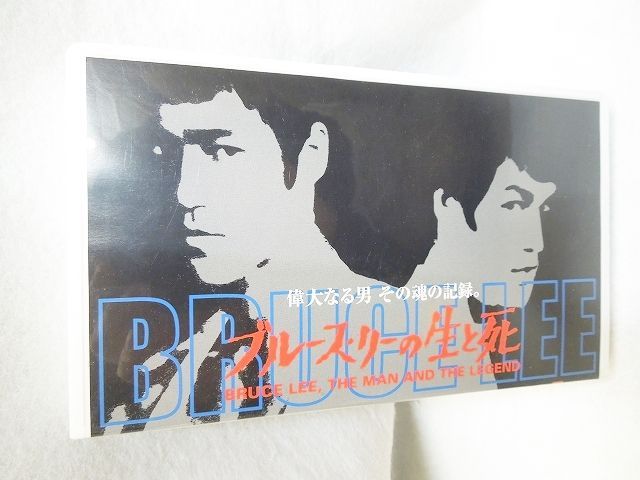 偉大なる男 その魂の記録。
BRUCE LEE
ブルース・リーの生と死
BRUCE LEE, THE MAN AND THE LEGEND